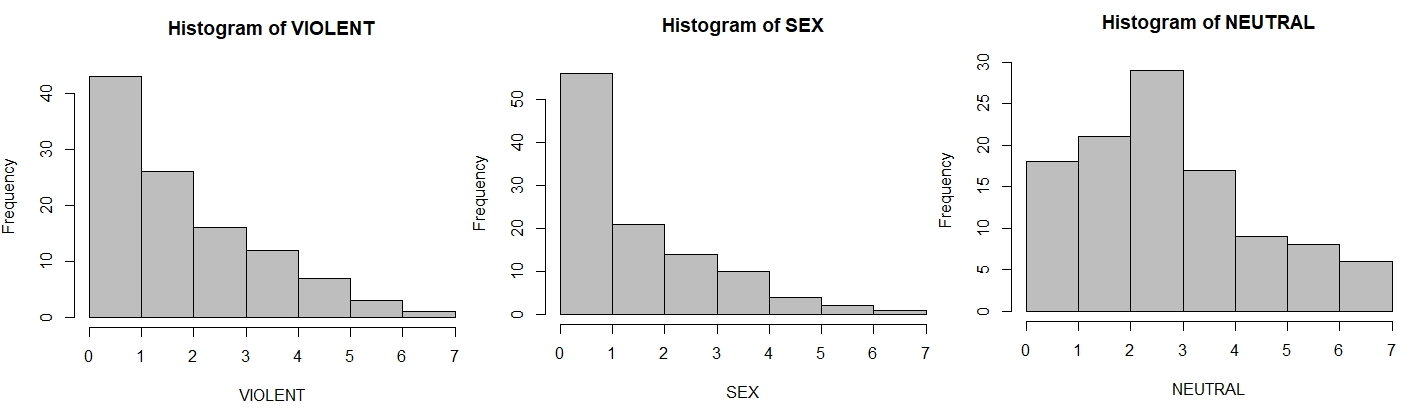 Histogram of VIOLENT
Frequency
40
30
20
10
0
0 1 2 3 4 5 6 7
VIOLENT
Histogram of SEX
Frequency
50
40
30
20
10
0
0 1 2 3 4 5 6 7
SEX
Histogram of NEUTRAL
Frequency
30
25
20
15
10
5
0
0 1 2 3 4 5 6 7
NEUTRAL